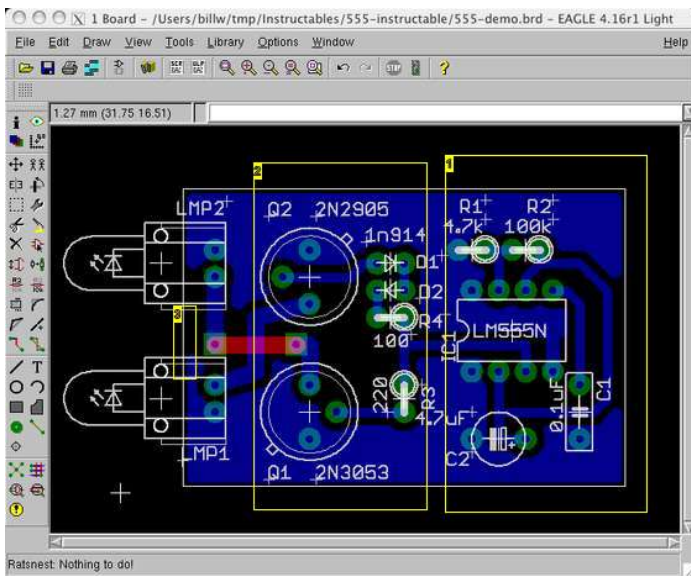 1 Board - /Users/billw/tmp/Instructables/555-instructable/555-demo.brd - EAGLE 4.16r1 Light
File Edit Draw View Tools Library Options Window Help
1.27 mm (31.75 16.51)
2 1
LMP2 Q2 2N2905 R1 R2
1n914 4.7k 100k
D1
D2
3 R4 LM555N
100 IC1
220 R3 4.7uF 0.1uF C1
LMP1 C2
Q1 2N3053
Ratsnest: Nothing to do!